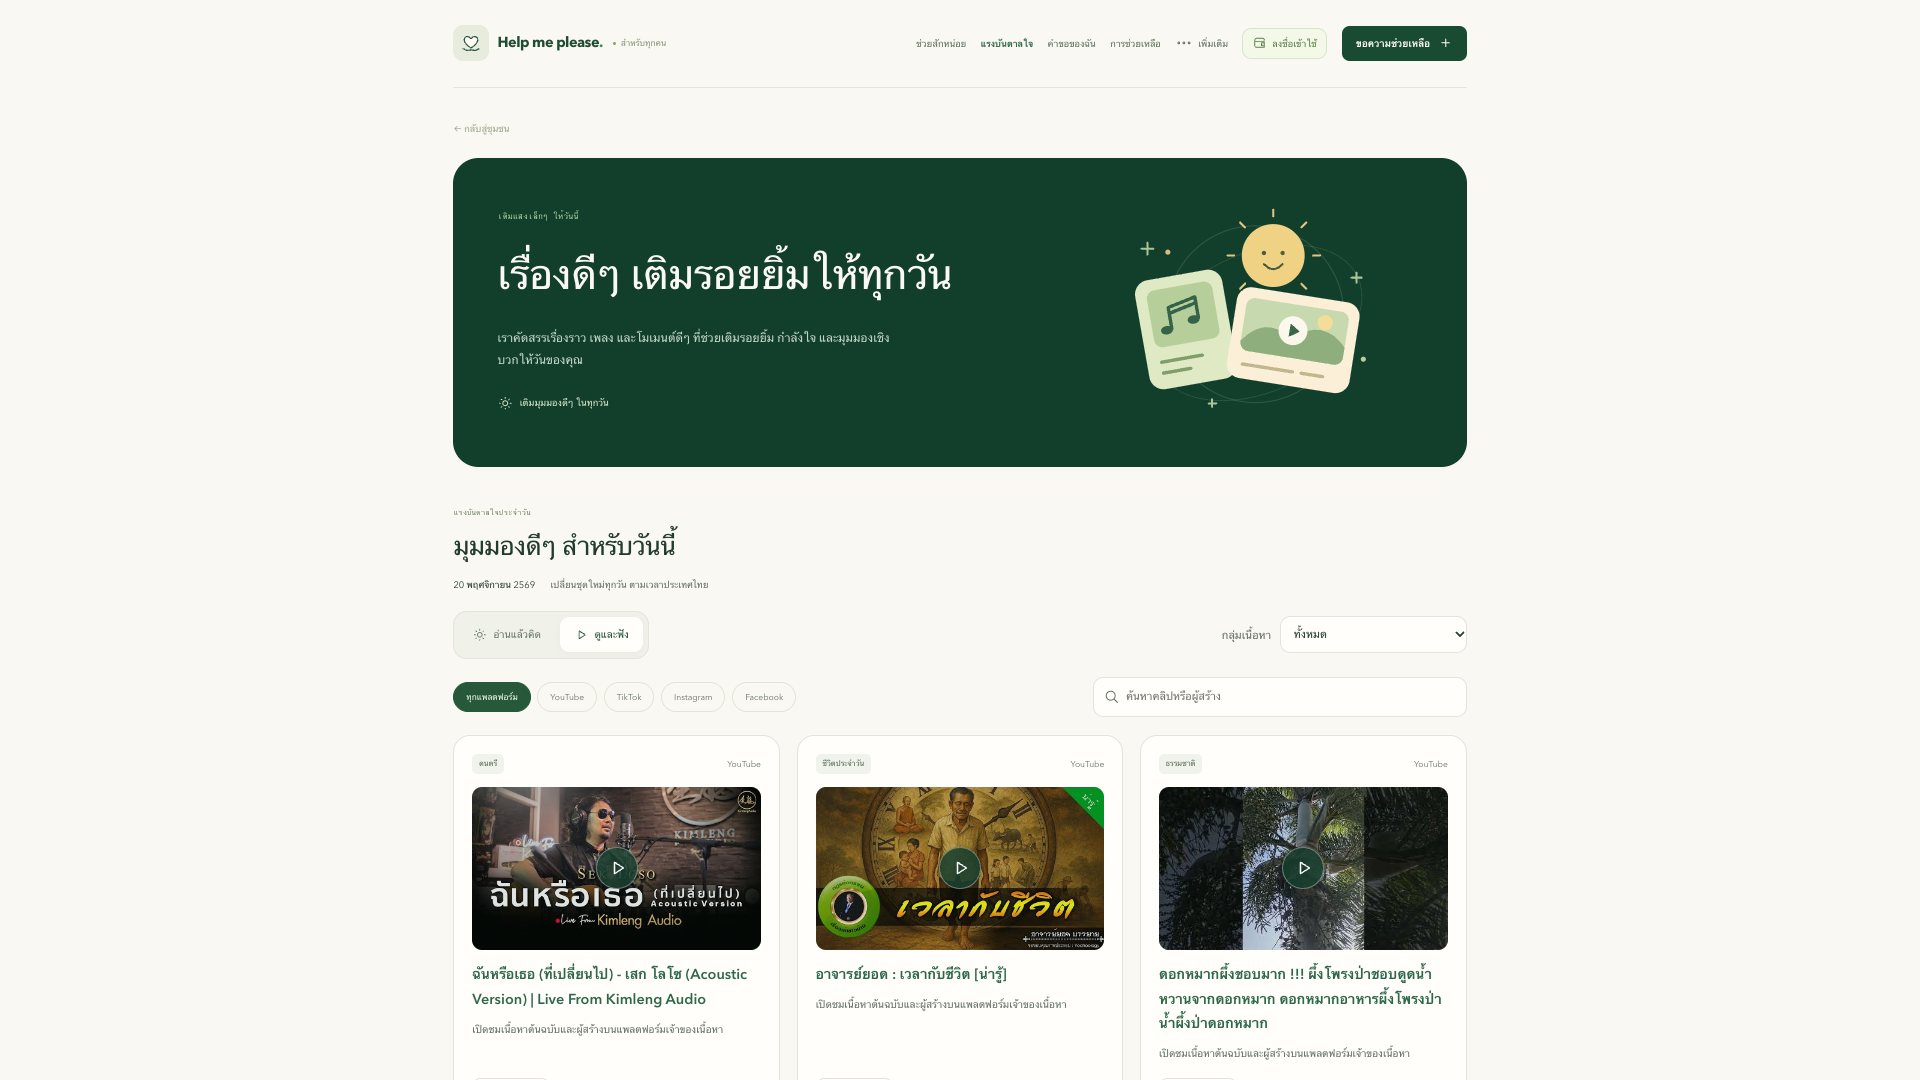 Help me please.
สำหรับทุกคน
ช่วยสักหน่อย
แรงบันดาลใจ
คำขอของฉัน
การช่วยเหลือ
เพิ่มเติม
ลงชื่อเข้าใช้
ขอความช่วยเหลือ +
← กลับสู่ชุมชน
เติมแสงเล็กๆ ให้วันนี้
เรื่องดีๆ เติมรอยยิ้มให้ทุกวัน
เราคัดสรรเรื่องราว เพลง และโมเมนต์ดีๆ ที่ช่วยเติมรอยยิ้ม กำลังใจ และมุมมองเชิง
บวกให้วันของคุณ
เติมมุมมองดีๆ ในทุกวัน
แรงบันดาลใจประจำวัน
มุมมองดีๆ สำหรับวันนี้
20 พฤศจิกายน 2569 เปลี่ยนชุดใหม่ทุกวัน ตามเวลาประเทศไทย
อ่านแล้วคิด
ดูและฟัง
กลุ่มเนื้อหา
ทั้งหมด
ทุกแพลตฟอร์ม
YouTube
TikTok
Instagram
Facebook
ค้นหาคลิปหรือผู้สร้าง
ดนตรี
YouTube
KIMLENG
ฉันหรือเธอ (ที่เปลี่ยนไป)
Acoustic Version
Live From Kimleng Audio
ฉันหรือเธอ (ที่เปลี่ยนไป) - เสก โลโซ (Acoustic
Version) | Live From Kimleng Audio
เปิดชมเนื้อหาต้นฉบับและผู้สร้างบนแพลตฟอร์มเจ้าของเนื้อหา
ชีวิตประจำวัน
YouTube
น่ารู้
เวลากับชีวิต
อาจารย์ยอด บรรยาย
อาจารย์ยอด : เวลากับชีวิต [น่ารู้]
เปิดชมเนื้อหาต้นฉบับและผู้สร้างบนแพลตฟอร์มเจ้าของเนื้อหา
ธรรมชาติ
YouTube
ดอกหมากผึ้งชอบมาก !!! ผึ้งโพรงป่าชอบดูดน้ำ
หวานจากดอกหมาก ดอกหมากอาหารผึ้งโพรงป่า
น้ำผึ้งป่าดอกหมาก
เปิดชมเนื้อหาต้นฉบับและผู้สร้างบนแพลตฟอร์มเจ้าของเนื้อหา